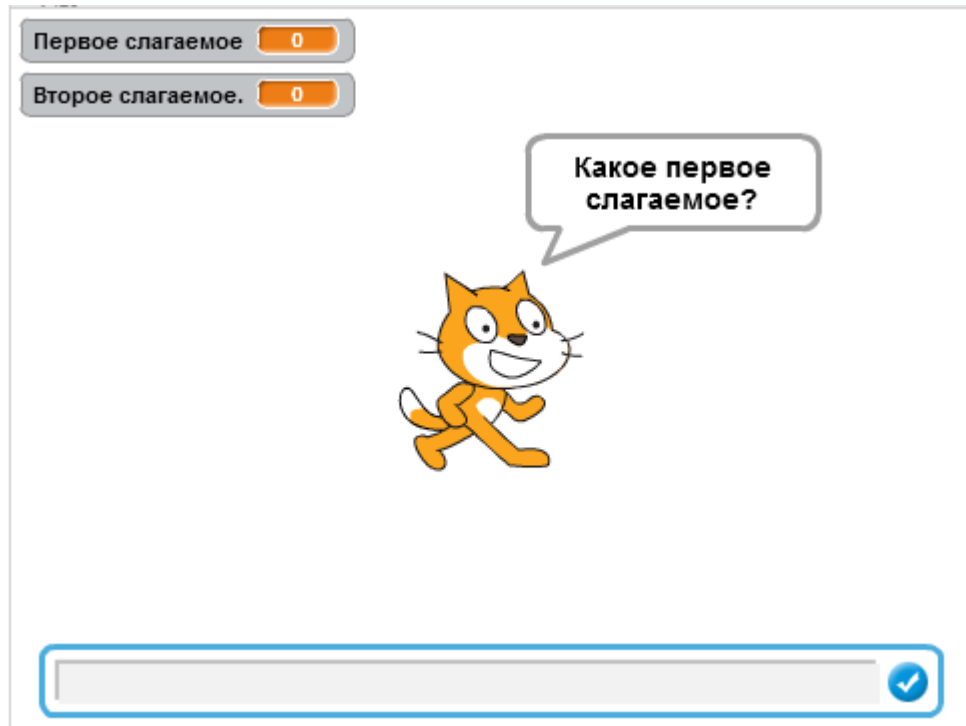 Первое слагаемое 0
Второе слагаемое. 0
Какое первое
слагаемое?